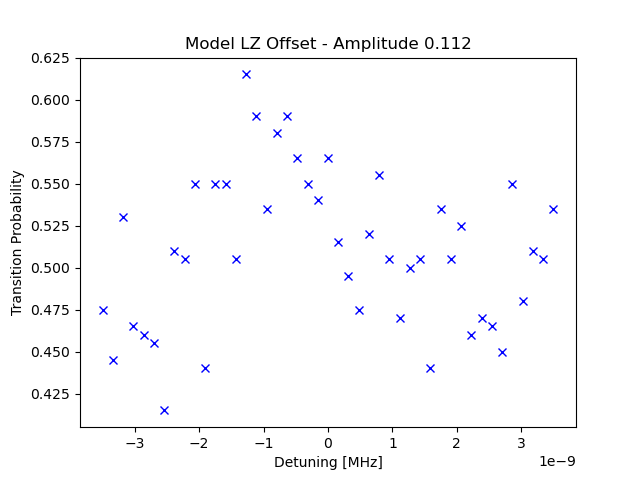 Model LZ Offset - Amplitude 0.112
0.625
0.600
0.575
0.550
0.525
0.500
0.475
0.450
0.425
Transition Probability
−3 −2 −1 0 1 2 3
1e−9
Detuning [MHz]